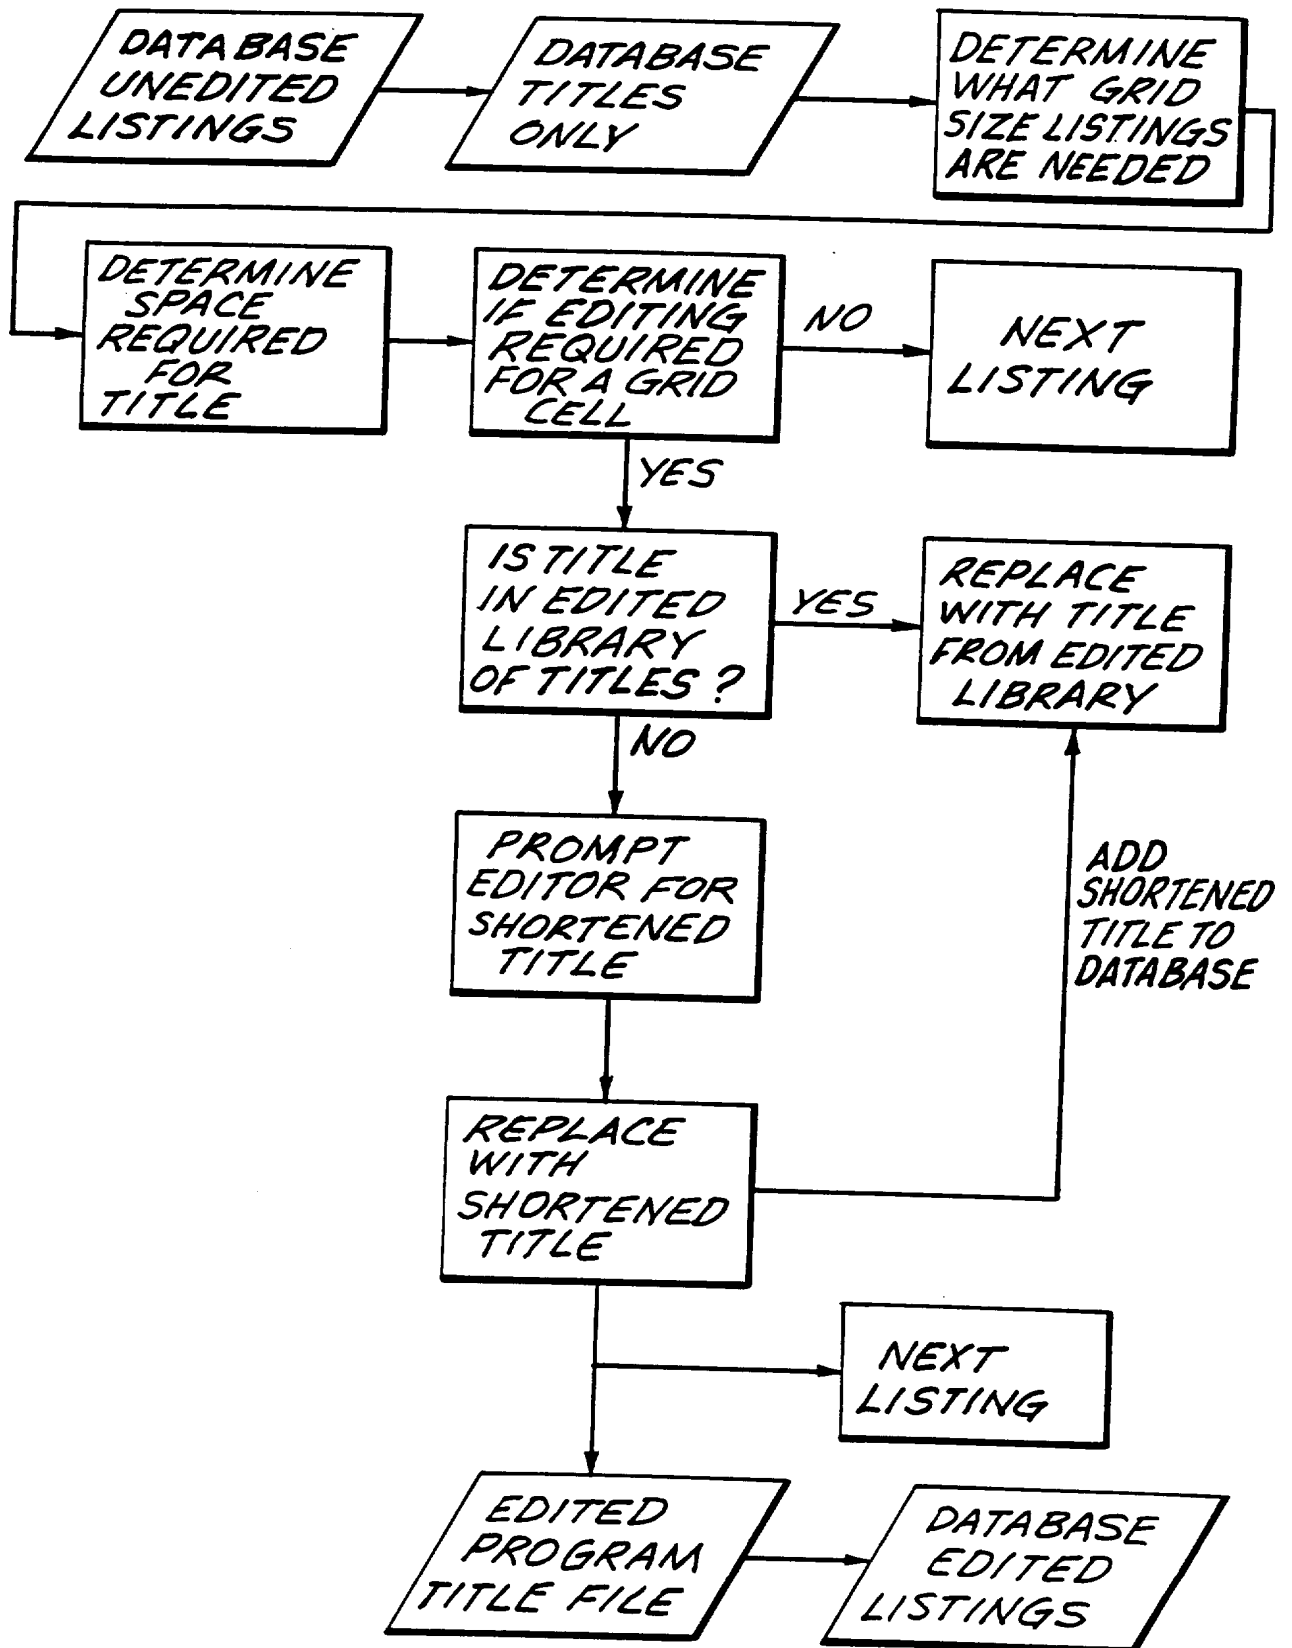 DATABASE
UNEDITED
LISTINGS
DATABASE
TITLES
ONLY
DETERMINE
WHAT GRID
SIZE LISTINGS
ARE NEEDED
DETERMINE
SPACE
REQUIRED
FOR
TITLE
DETERMINE
IF EDITING
REQUIRED
FOR A GRID
CELL
NO
NEXT
LISTING
YES
IS TITLE
IN EDITED
LIBRARY
OF TITLES ?
YES
REPLACE
WITH TITLE
FROM EDITED
LIBRARY
NO
PROMPT
EDITOR FOR
SHORTENED
TITLE
ADD
SHORTENED
TITLE TO
DATABASE
REPLACE
WITH
SHORTENED
TITLE
NEXT
LISTING
EDITED
PROGRAM
TITLE FILE
DATABASE
EDITED
LISTINGS